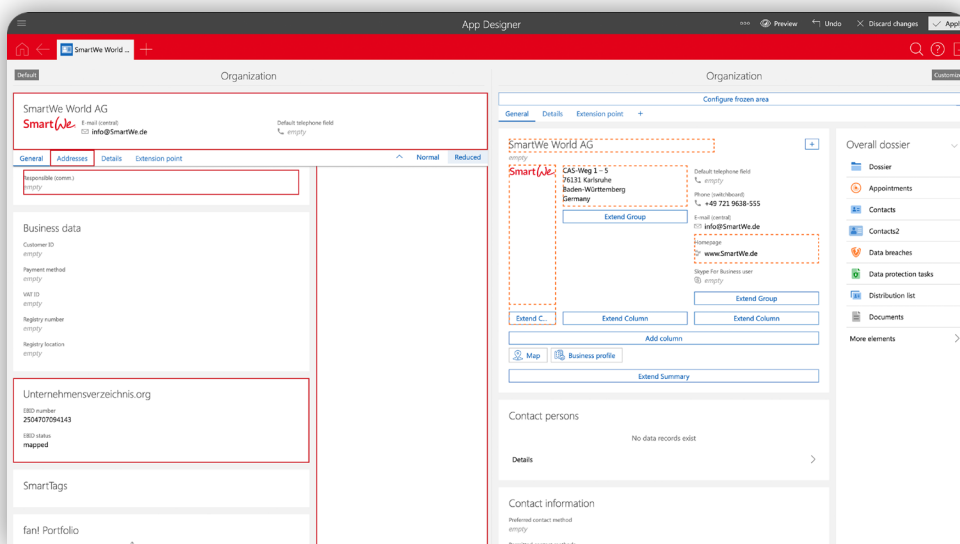 App Designer
Preview
Undo
Discard changes
SmartWe World ...
Default
Organization
SmartWe World AG
SmartWe
E-mail (central)
info@SmartWe.de
Default telephone field
empty
General
Addresses
Details
Extension point
Normal
Reduced
Responsible (comm.)
empty
Business data
Customer ID
empty
Payment method
empty
VAT ID
empty
Registry number
empty
Registry location
empty
Unternehmensverzeichnis.org
EBID number
2504707094143
EBID status
mapped
SmartTags
fan! Portfolio
Organization
Configure frozen area
General
Details
Extension point
SmartWe World AG
empty
SmartWe
CAS-Weg 1 – 5
76131 Karlsruhe
Baden-Württemberg
Germany
Extend Group
Default telephone field
empty
Phone (switchboard)
+49 721 9638-555
E-mail (central)
info@SmartWe.de
Homepage
www.SmartWe.de
Skype For Business user
empty
Extend Group
Extend C...
Extend Column
Extend Column
Add column
Map
Business profile
Extend Summary
Contact persons
No data records exist
Details
Contact information
Preferred contact method
empty
Overall dossier
Dossier
Appointments
Contacts
Contacts2
Data breaches
Data protection tasks
Distribution list
Documents
More elements